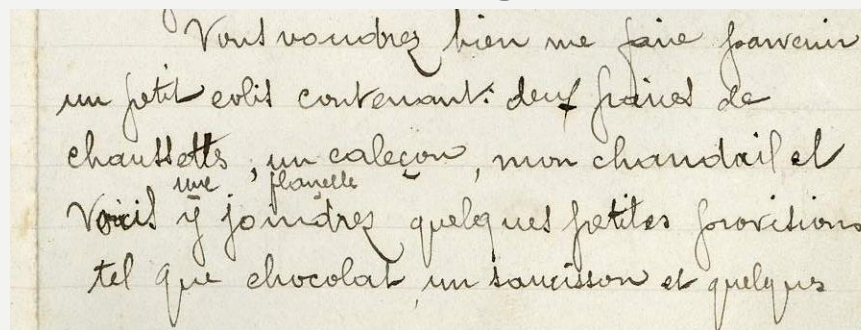 Vous voudrez bien me faire parvenir
un petit colis contenant: deux paires de
chaussettes, un caleçon, mon chandail et
une flanelle
Vous y joindrez quelques petites provisions
tel que chocolat, un saucisson et quelques